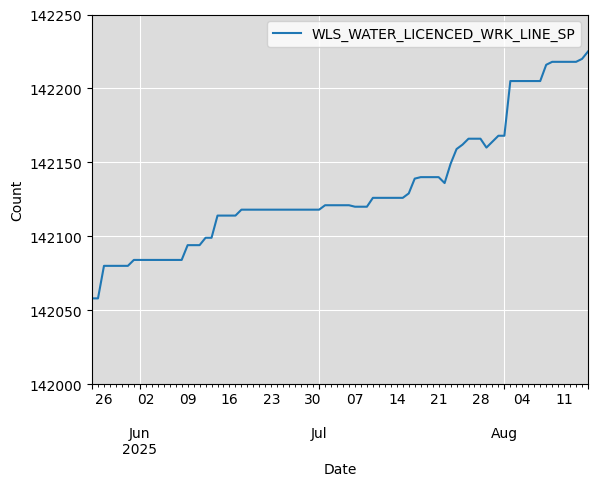 WLS_WATER_LICENCED_WRK_LINE_SP
142250
142200
142150
142100
142050
142000
Count
26 02 09 16 23 30 07 14 21 28 04 11
Jun Jul Aug
2025
Date